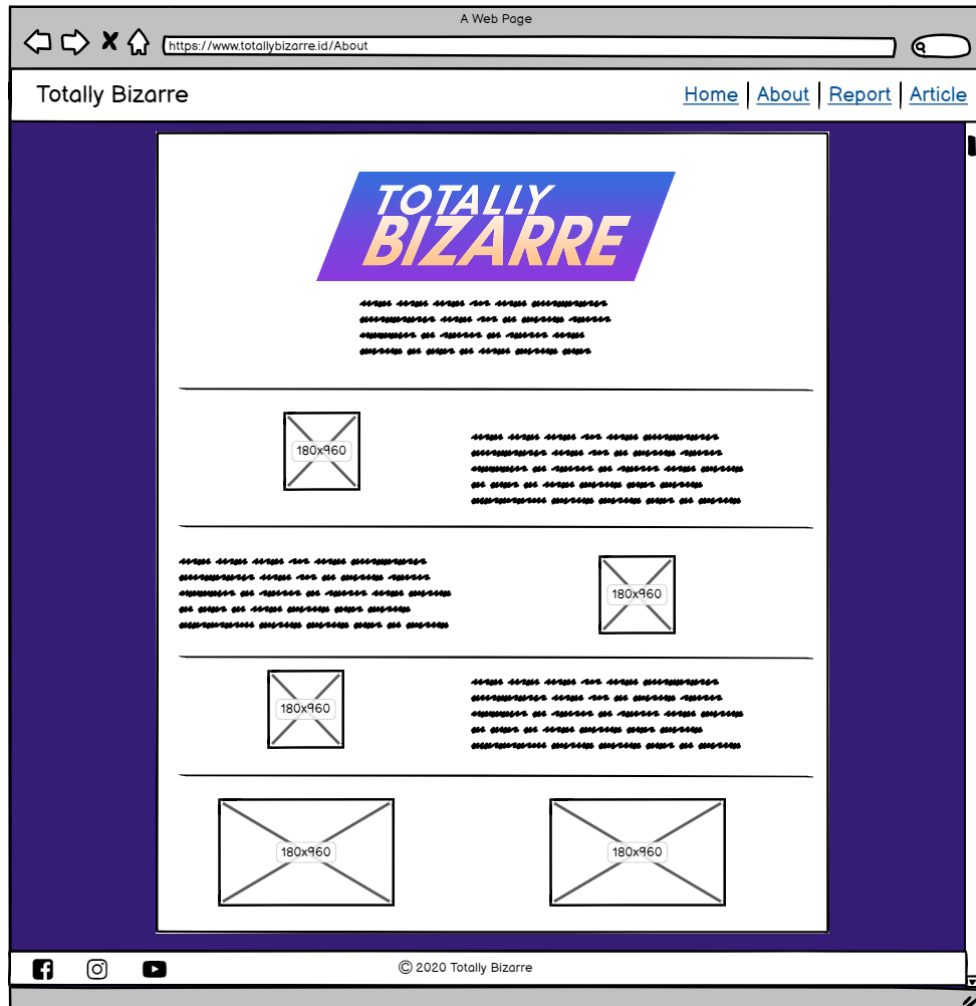 A Web Page
https://www.totallybizarre.id/About
Totally Bizarre
Home | About | Report | Article
TOTALLY
BIZARRE
180x960
180x960
180x960
180x960
180x960
© 2020 Totally Bizarre